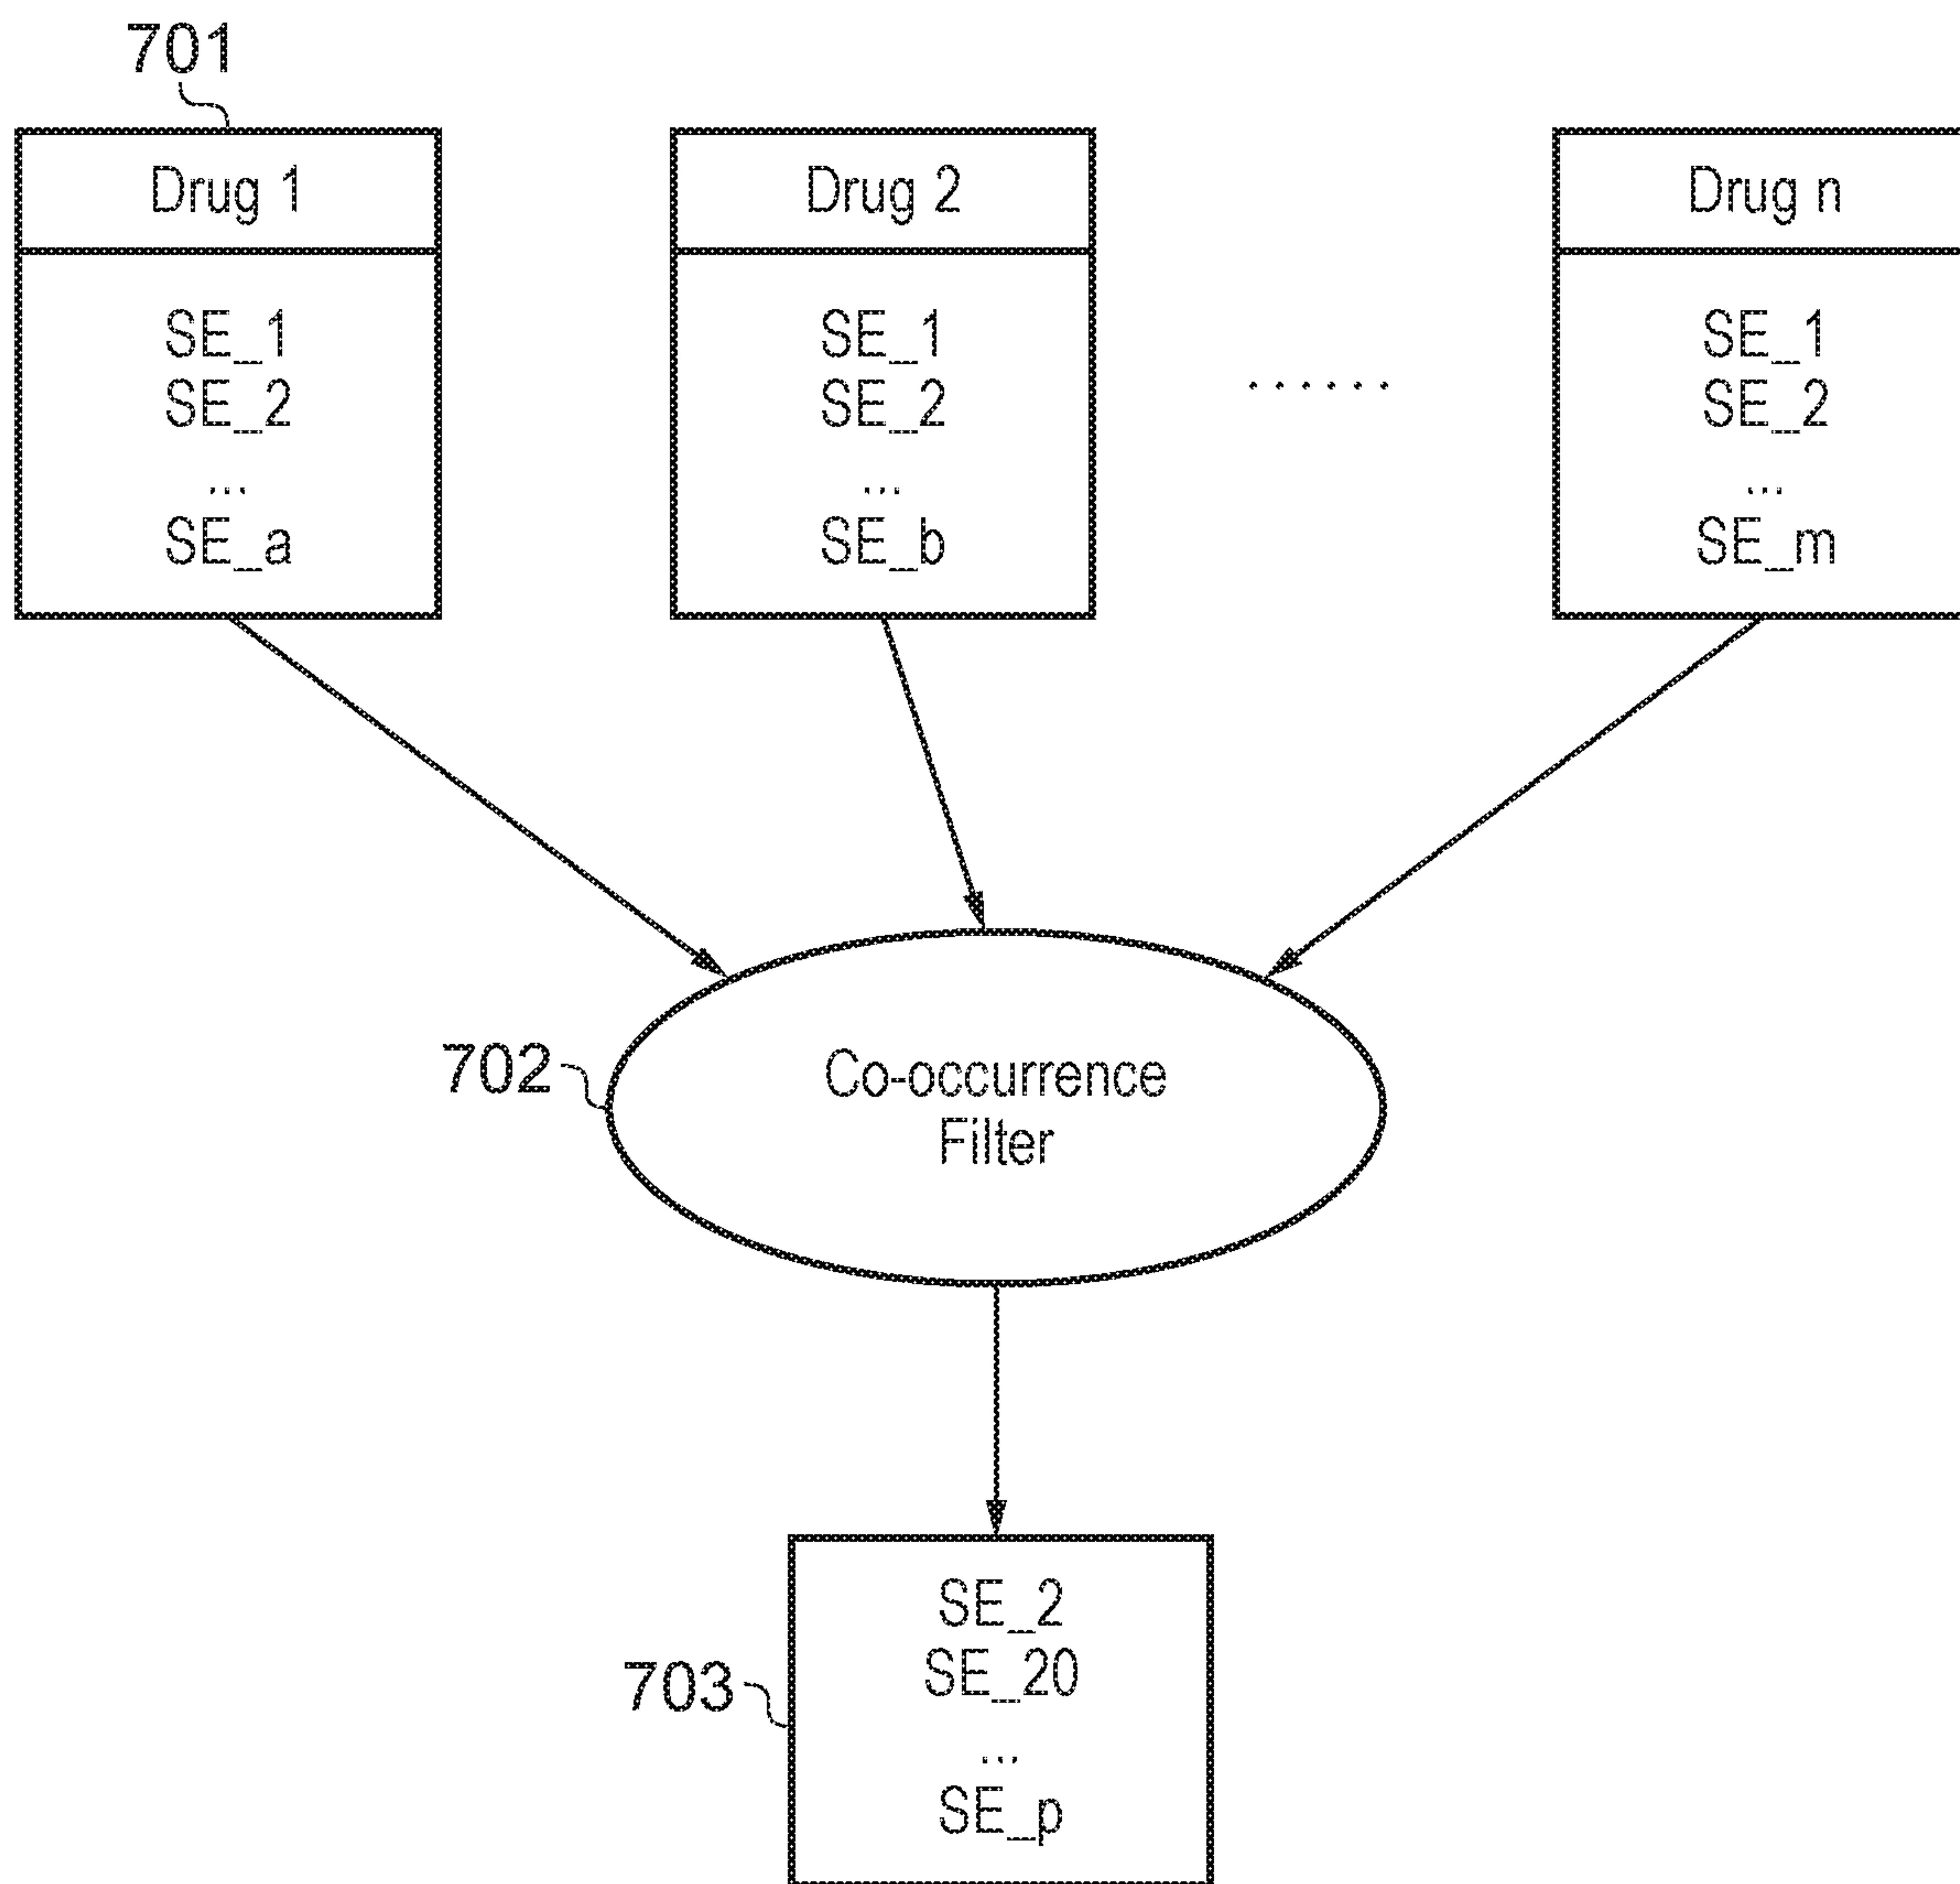 701
Drug 1
SE_1
SE_2
...
SE_a
Drug 2
SE_1
SE_2
...
SE_b
......
Drug n
SE_1
SE_2
...
SE_m
702
Co-occurrence
Filter
703
SE_2
SE_20
...
SE_p